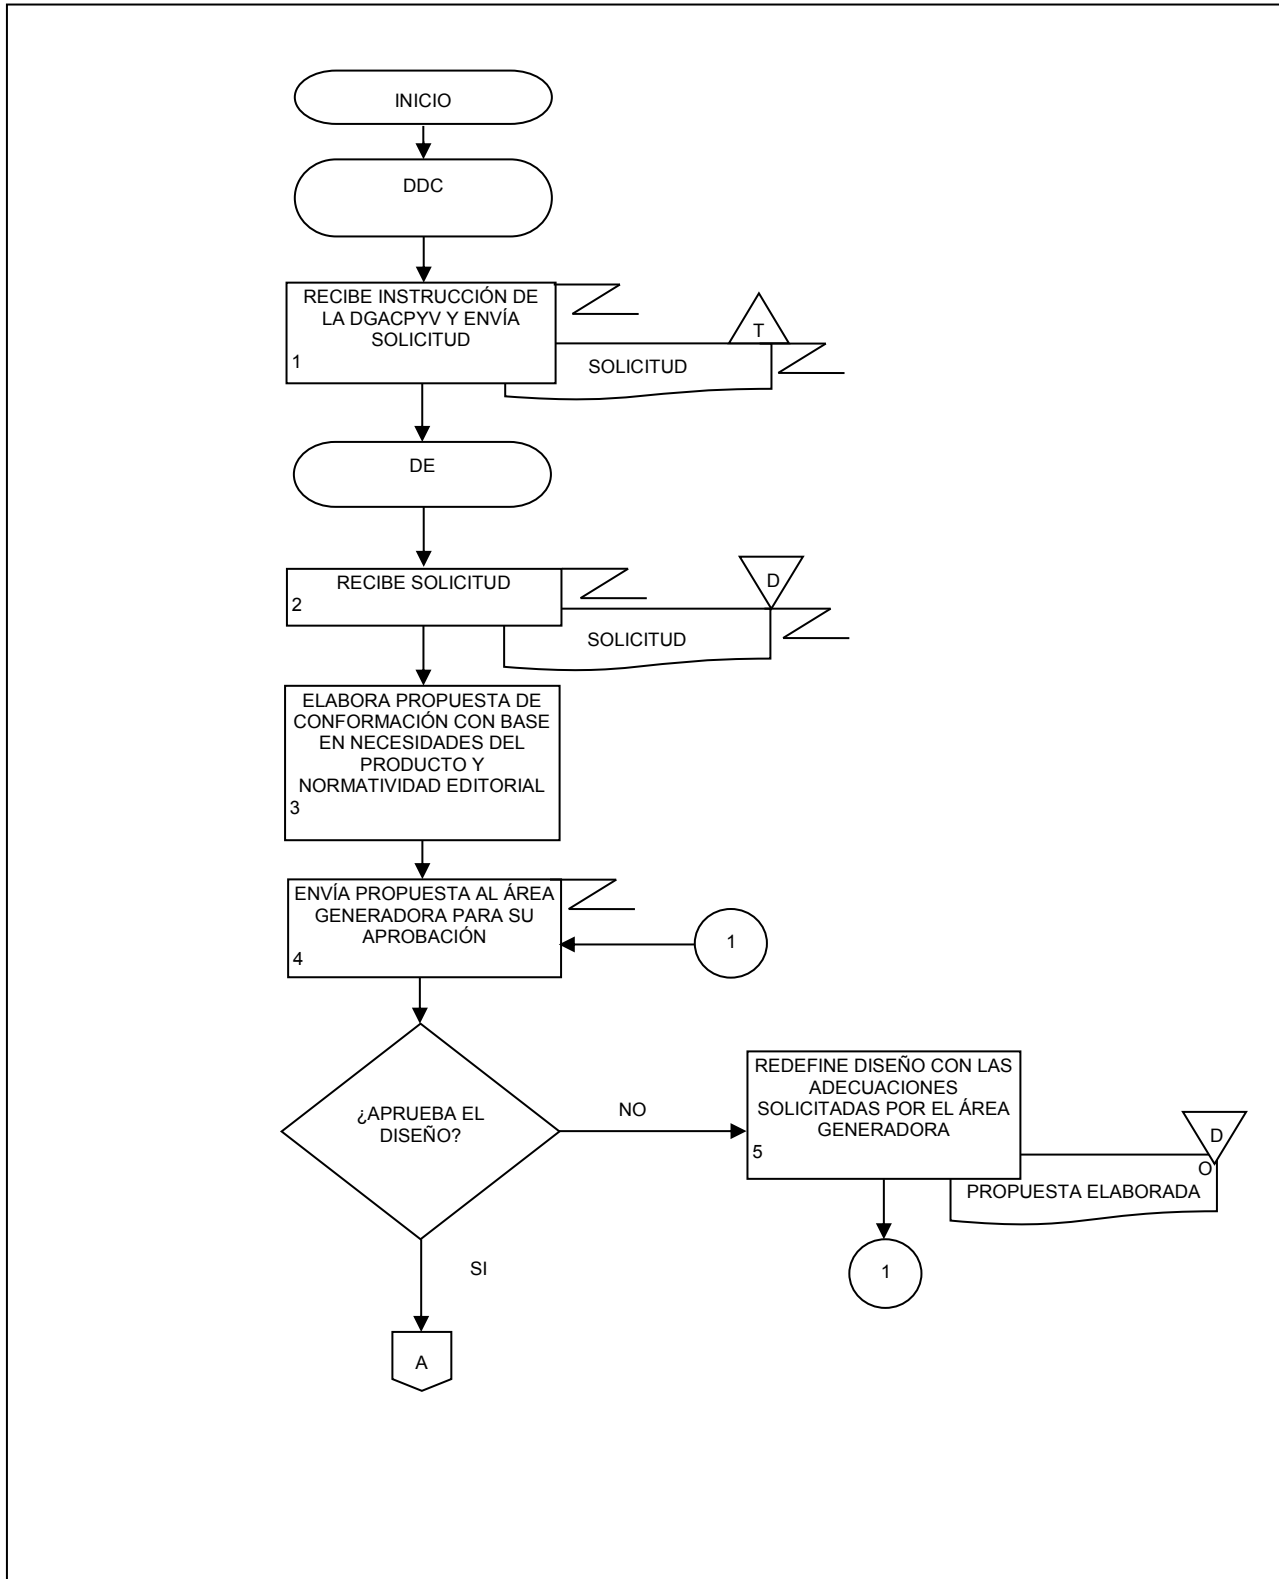 INICIO
DDC
RECIBE INSTRUCCIÓN DE
LA DGACPYV Y ENVÍA
SOLICITUD
1
T
SOLICITUD
DE
RECIBE SOLICITUD
2
D
SOLICITUD
ELABORA PROPUESTA DE
CONFORMACIÓN CON BASE
EN NECESIDADES DEL
PRODUCTO Y
NORMATIVIDAD EDITORIAL
3
ENVÍA PROPUESTA AL ÁREA
GENERADORA PARA SU
APROBACIÓN
4
1
¿APRUEBA EL
DISEÑO?
NO
REDEFINE DISEÑO CON LAS
ADECUACIONES
SOLICITADAS POR EL ÁREA
GENERADORA
5
D
O
PROPUESTA ELABORADA
1
SI
A